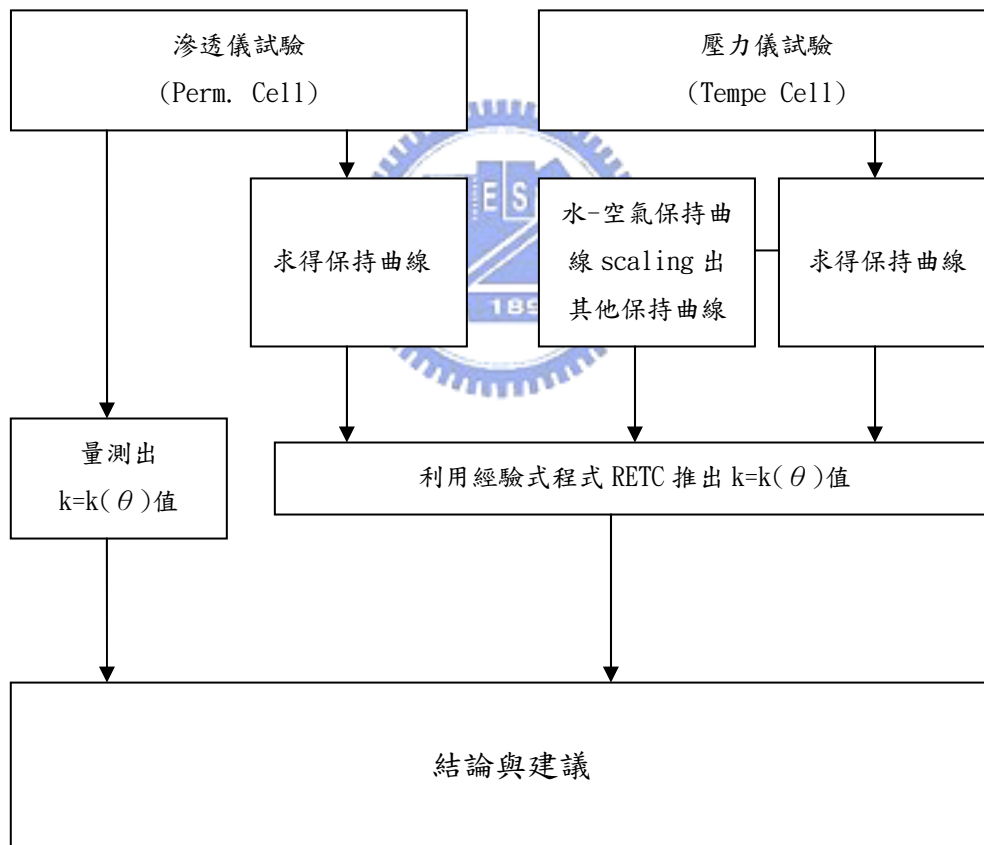 滲透儀試驗
(Perm. Cell)
壓力儀試驗
(Tempe Cell)
求得保持曲線
水-空氣保持曲
線 scaling 出
其他保持曲線
求得保持曲線
ES
189
量測出
k=k(θ)值
利用經驗式程式 RETC 推出 k=k(θ)值
結論與建議